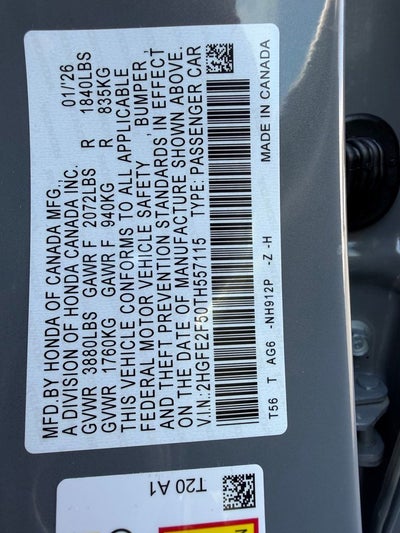 MFD.BY HONDA OF CANADA MFG., 01/26
A DIVISION OF HONDA CANADA INC.
GVWR 3880LBS GAWR F 2072LBS R 1840LBS
GVWR 1760KG GAWR F 940KG R 835KG
THIS VEHICLE CONFORMS TO ALL APPLICABLE
FEDERAL MOTOR VEHICLE SAFETY , BUMPER ,
AND THEFT PREVENTION STANDARDS IN EFFECT
ON THE DATE OF MANUFACTURE SHOWN ABOVE.
V.I.N.:2HGFE2F50TH557115 TYPE: PASSENGER CAR
T56 T AG6 -NH912P -Z -H MADE IN CANADA
T20 A1